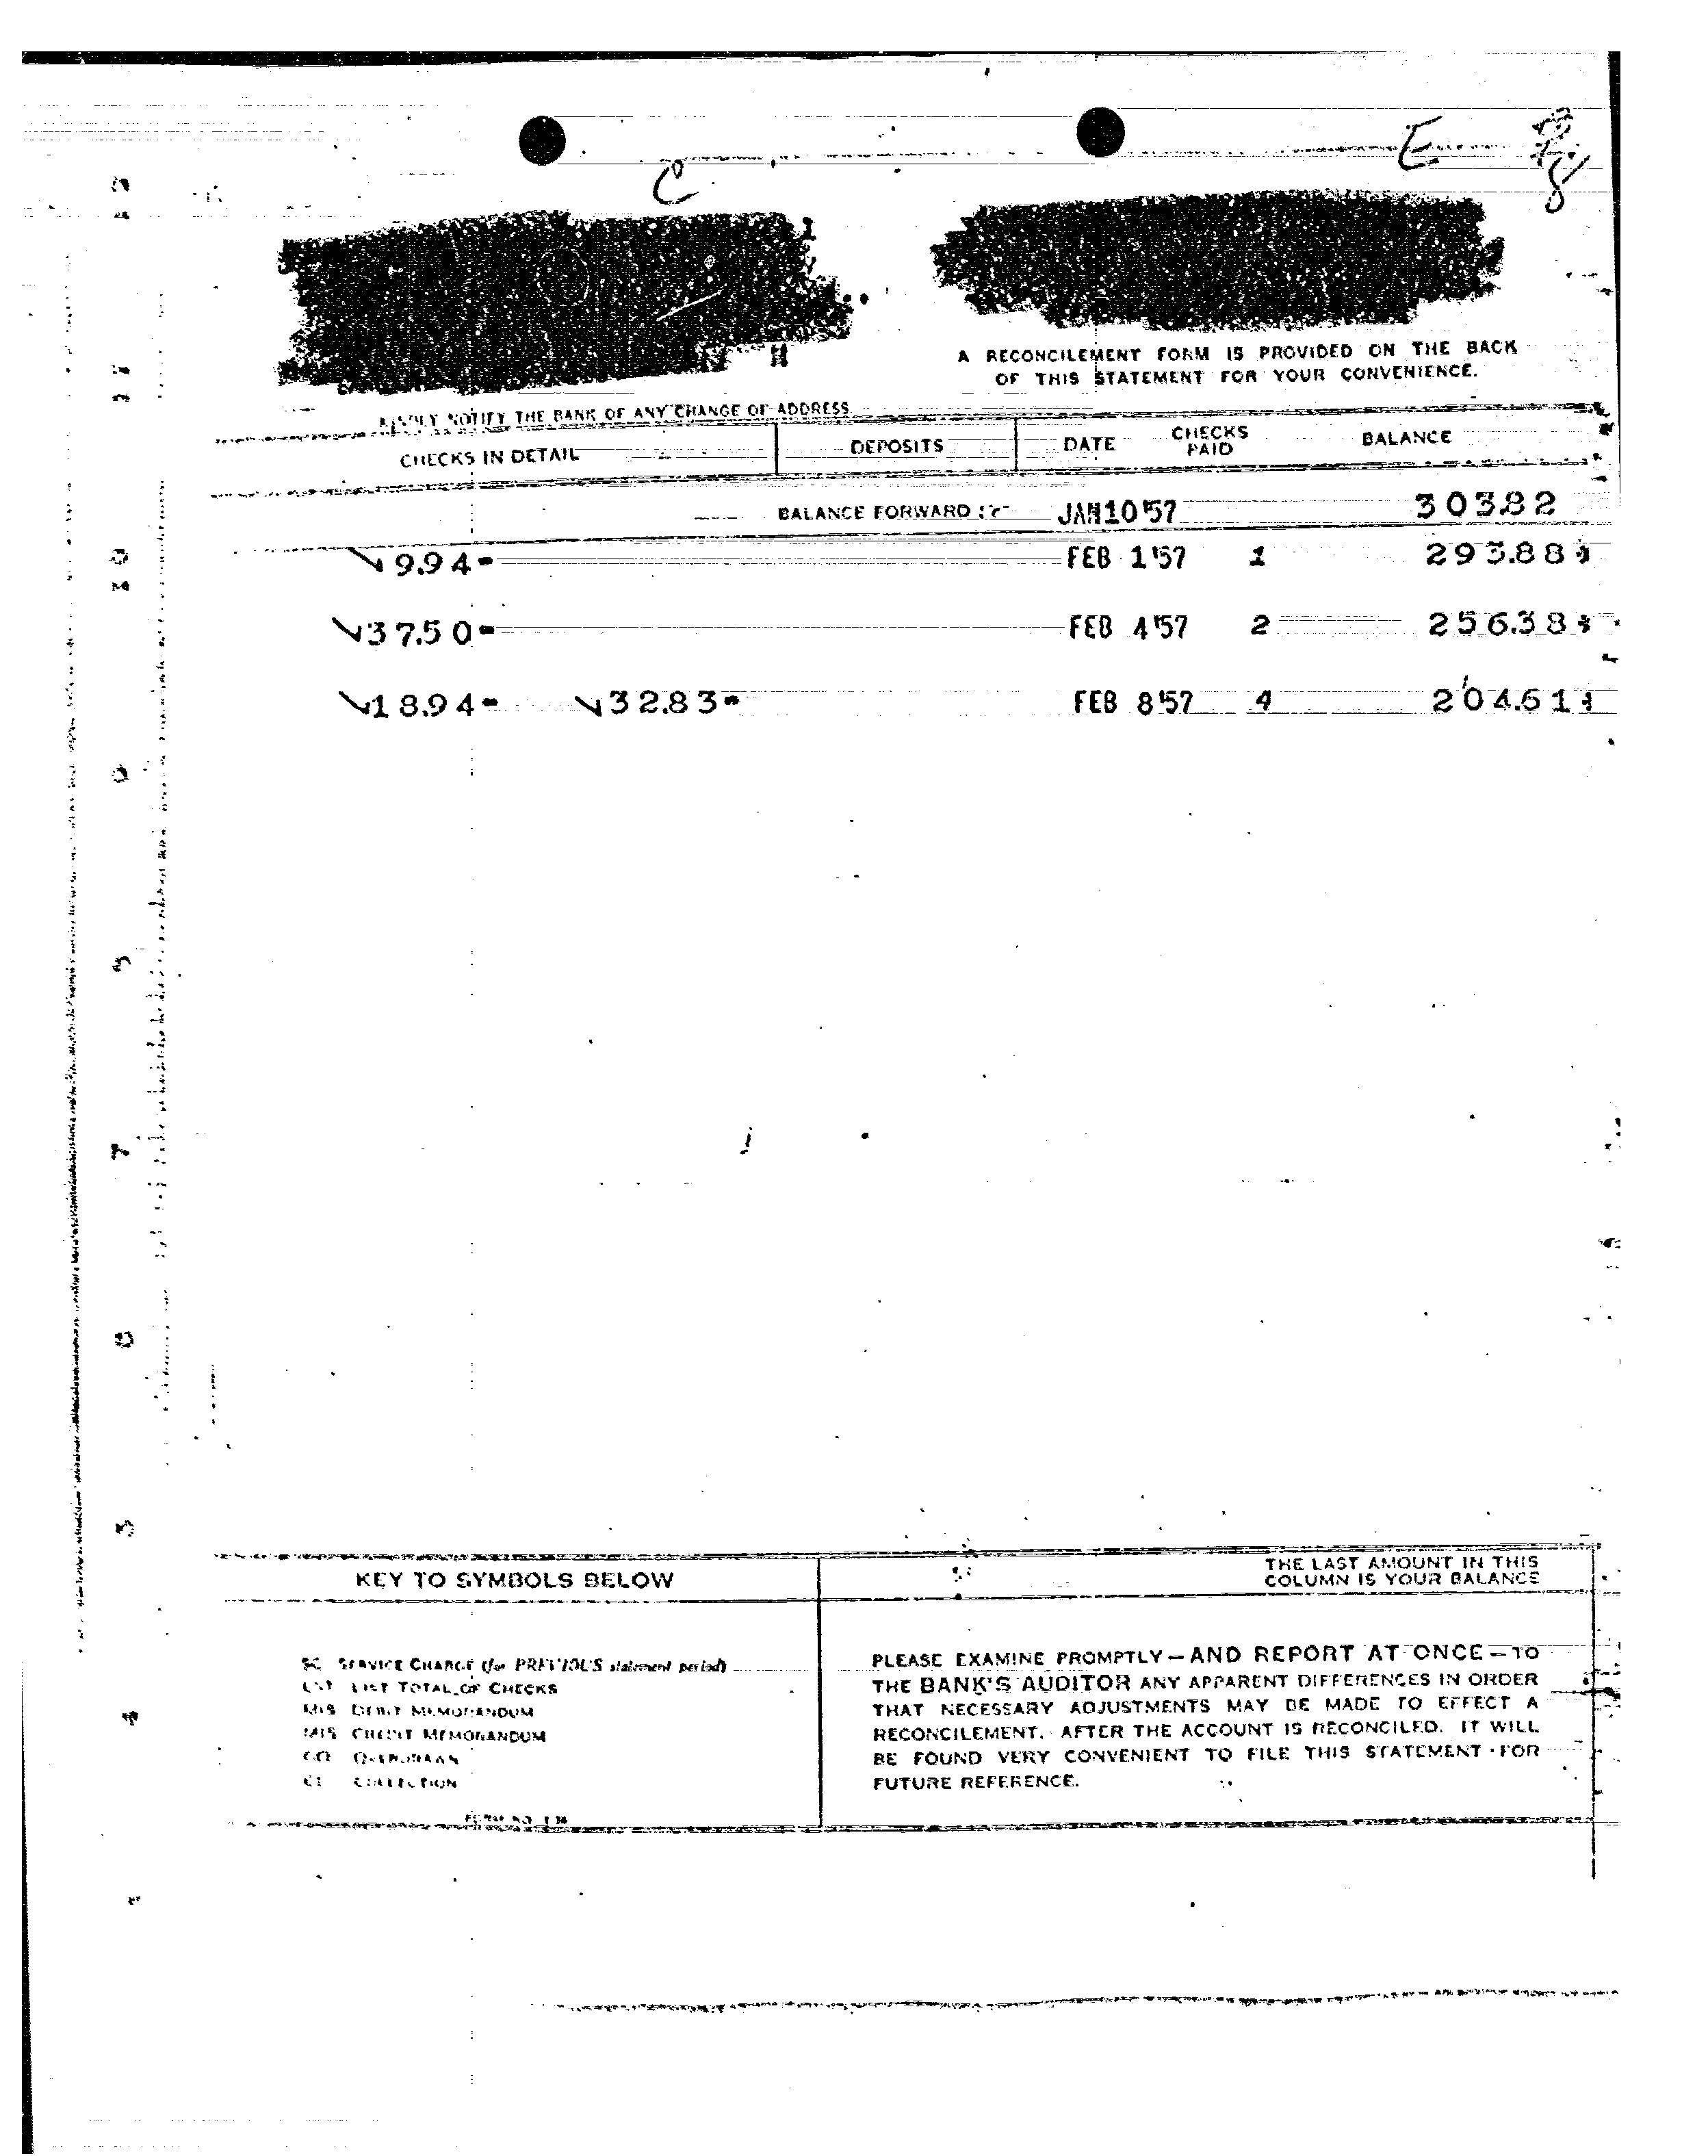 C
E
8
A RECONCILEMENT FORM IS PROVIDED ON THE BACK
OF THIS STATEMENT FOR YOUR CONVENIENCE.
KINDLY NOTIFY THE BANK OF ANY CHANGE OF ADDRESS
CHECKS IN DETAIL DEPOSITS DATE CHECKS PAID BALANCE
BALANCE FORWARD JAN 10 '57 303.82
9.94- FEB 1 '57 1 293.88
37.50- FEB 4 '57 2 256.38
18.94- 32.83- FEB 8 '57 4 204.61
KEY TO SYMBOLS BELOW
THE LAST AMOUNT IN THIS
COLUMN IS YOUR BALANCE
SC SERVICE CHARGE (for PREVIOUS statement period)
LST LIST TOTAL OF CHECKS
DEBIT MEMORANDUM
CREDIT MEMORANDUM
OVERDRAWN
COLLECTION
FORM NO.
PLEASE EXAMINE PROMPTLY—AND REPORT AT ONCE—TO
THE BANK'S AUDITOR ANY APPARENT DIFFERENCES IN ORDER
THAT NECESSARY ADJUSTMENTS MAY BE MADE TO EFFECT A
RECONCILEMENT. AFTER THE ACCOUNT IS RECONCILED, IT WILL
BE FOUND VERY CONVENIENT TO FILE THIS STATEMENT FOR
FUTURE REFERENCE.